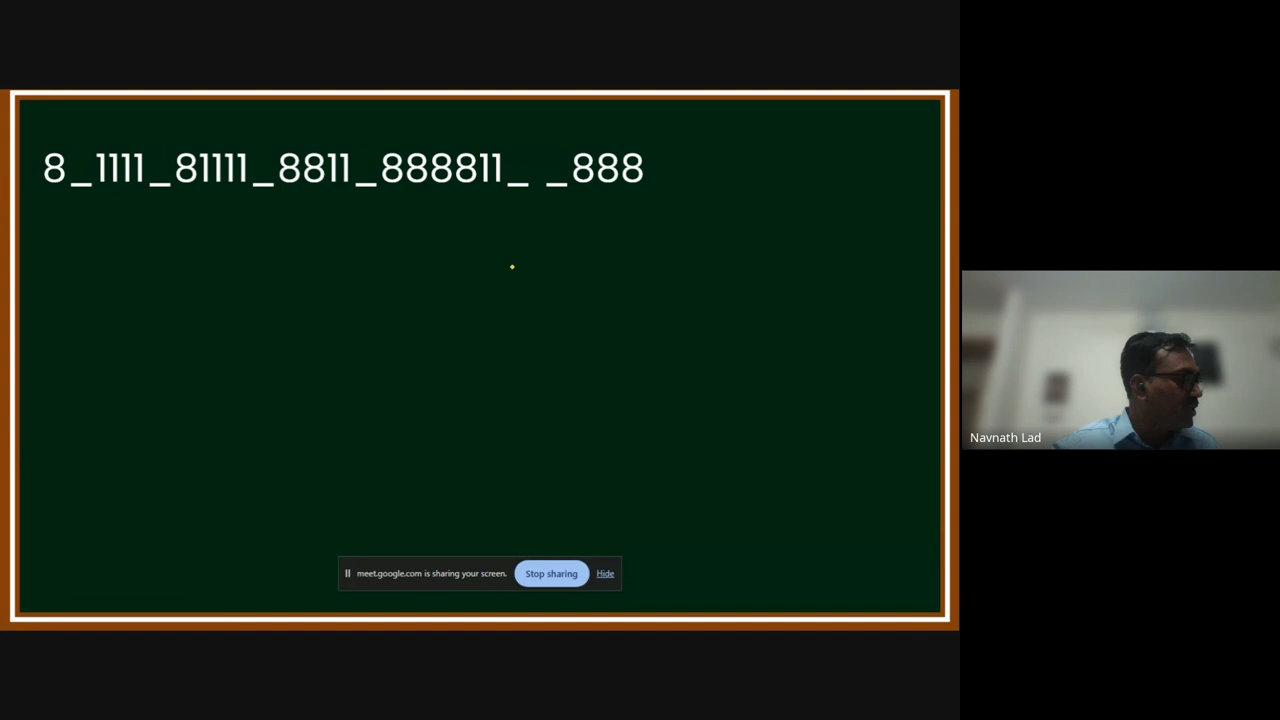 8_1111_81111_8811_888811_ _888
meet.google.com is sharing your screen. Stop sharing Hide
Navnath Lad